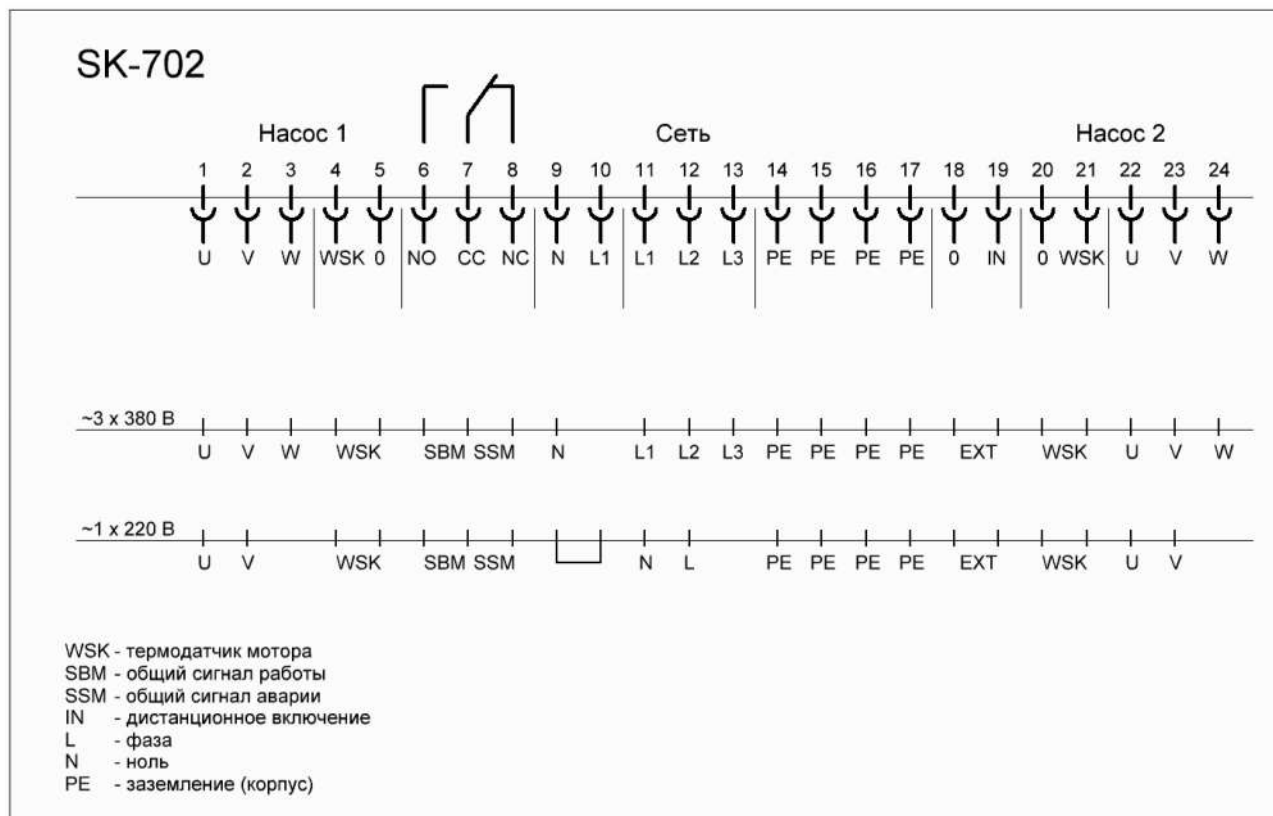 SK-702
Насос 1 Сеть Насос 2
1 2 3 4 5 6 7 8 9 10 11 12 13 14 15 16 17 18 19 20 21 22 23 24
U V W WSK 0 NO CC NC N L1 L1 L2 L3 PE PE PE PE 0 IN 0 WSK U V W
~3 x 380 В
U V W WSK SBM SSM N L1 L2 L3 PE PE PE PE EXT WSK U V W
~1 x 220 В
U V WSK SBM SSM N L PE PE PE PE EXT WSK U V
WSK - термодатчик мотора
SBM - общий сигнал работы
SSM - общий сигнал аварии
IN - дистанционное включение
L - фаза
N - ноль
PE - заземление (корпус)